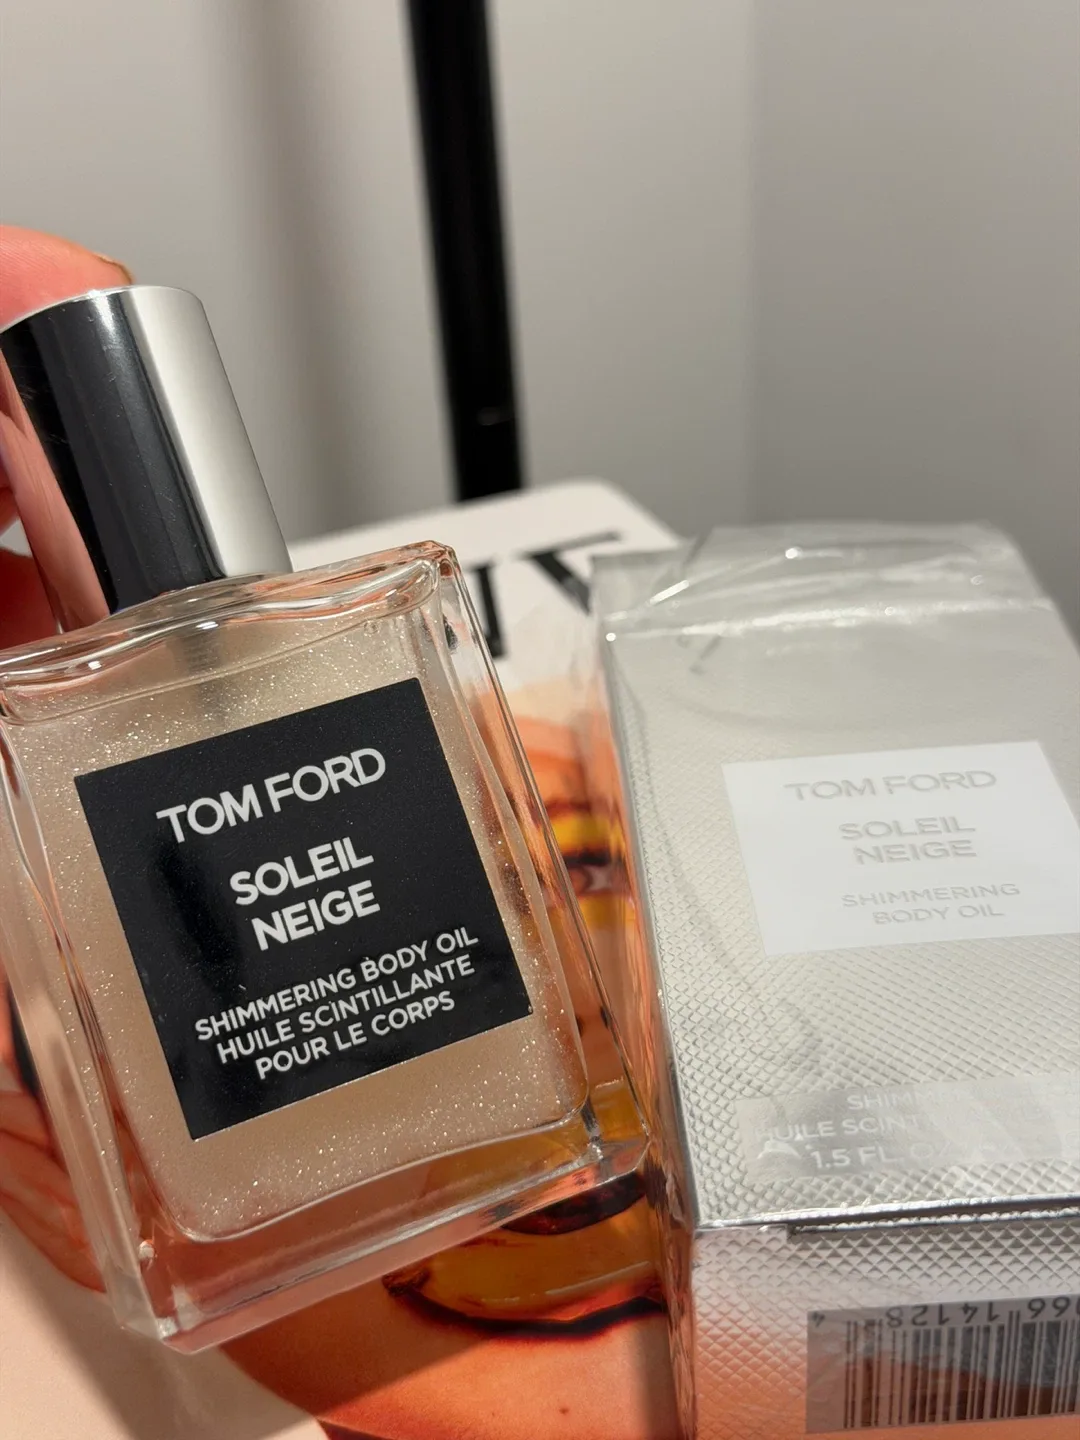 TOM FORD
SOLEIL
NEIGE
SHIMMERING BODY OIL
HUILE SCINTILLANTE
POUR LE CORPS
TOM FORD
SOLEIL
NEIGE
SHIMMERING
BODY OIL
HUILE
1.5 FL